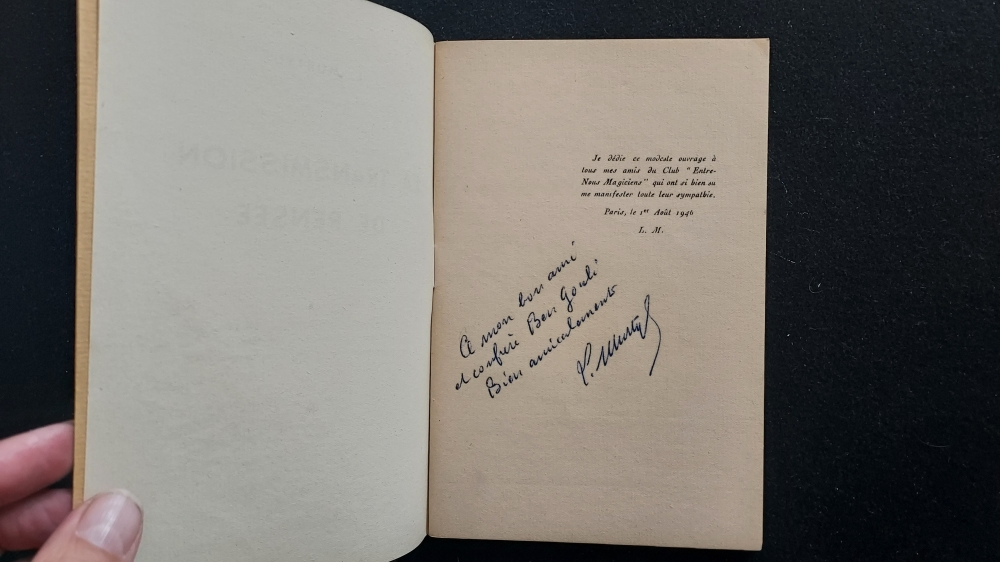 Je dédie ce modeste ouvrage à
tous mes amis du Club "Entre-
Nous Magiciens" qui ont si bien su
me manifester toute leur sympathie.
Paris, le 1er Août 1946
L. M.
A mon bon ami
et confrère Ben Gouli
Bien amicalement